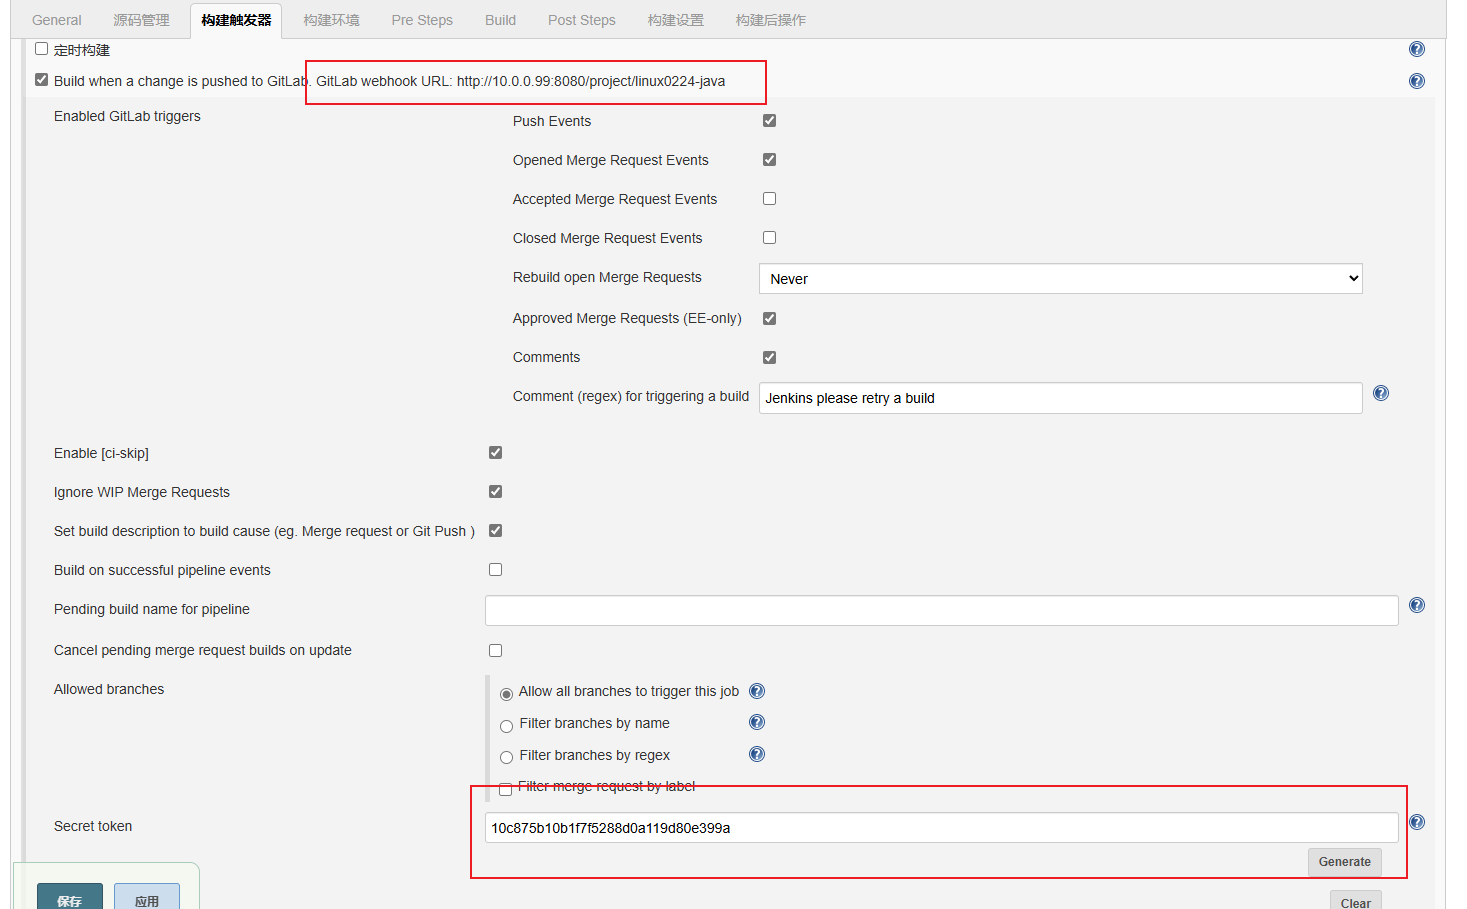 General 源码管理 构建触发器 构建环境 Pre Steps Build Post Steps 构建设置 构建后操作
定时构建
Build when a change is pushed to GitLab. GitLab webhook URL: http://10.0.0.99:8080/project/linux0224-java
Enabled GitLab triggers
Push Events
Opened Merge Request Events
Accepted Merge Request Events
Closed Merge Request Events
Rebuild open Merge Requests Never
Approved Merge Requests (EE-only)
Comments
Comment (regex) for triggering a build Jenkins please retry a build
Enable [ci-skip]
Ignore WIP Merge Requests
Set build description to build cause (eg. Merge request or Git Push )
Build on successful pipeline events
Pending build name for pipeline
Cancel pending merge request builds on update
Allowed branches
Allow all branches to trigger this job
Filter branches by name
Filter branches by regex
Filter merge request by label
Secret token 10c875b10b1f7f5288d0a119d80e399a
Generate
保存 应用 Clear